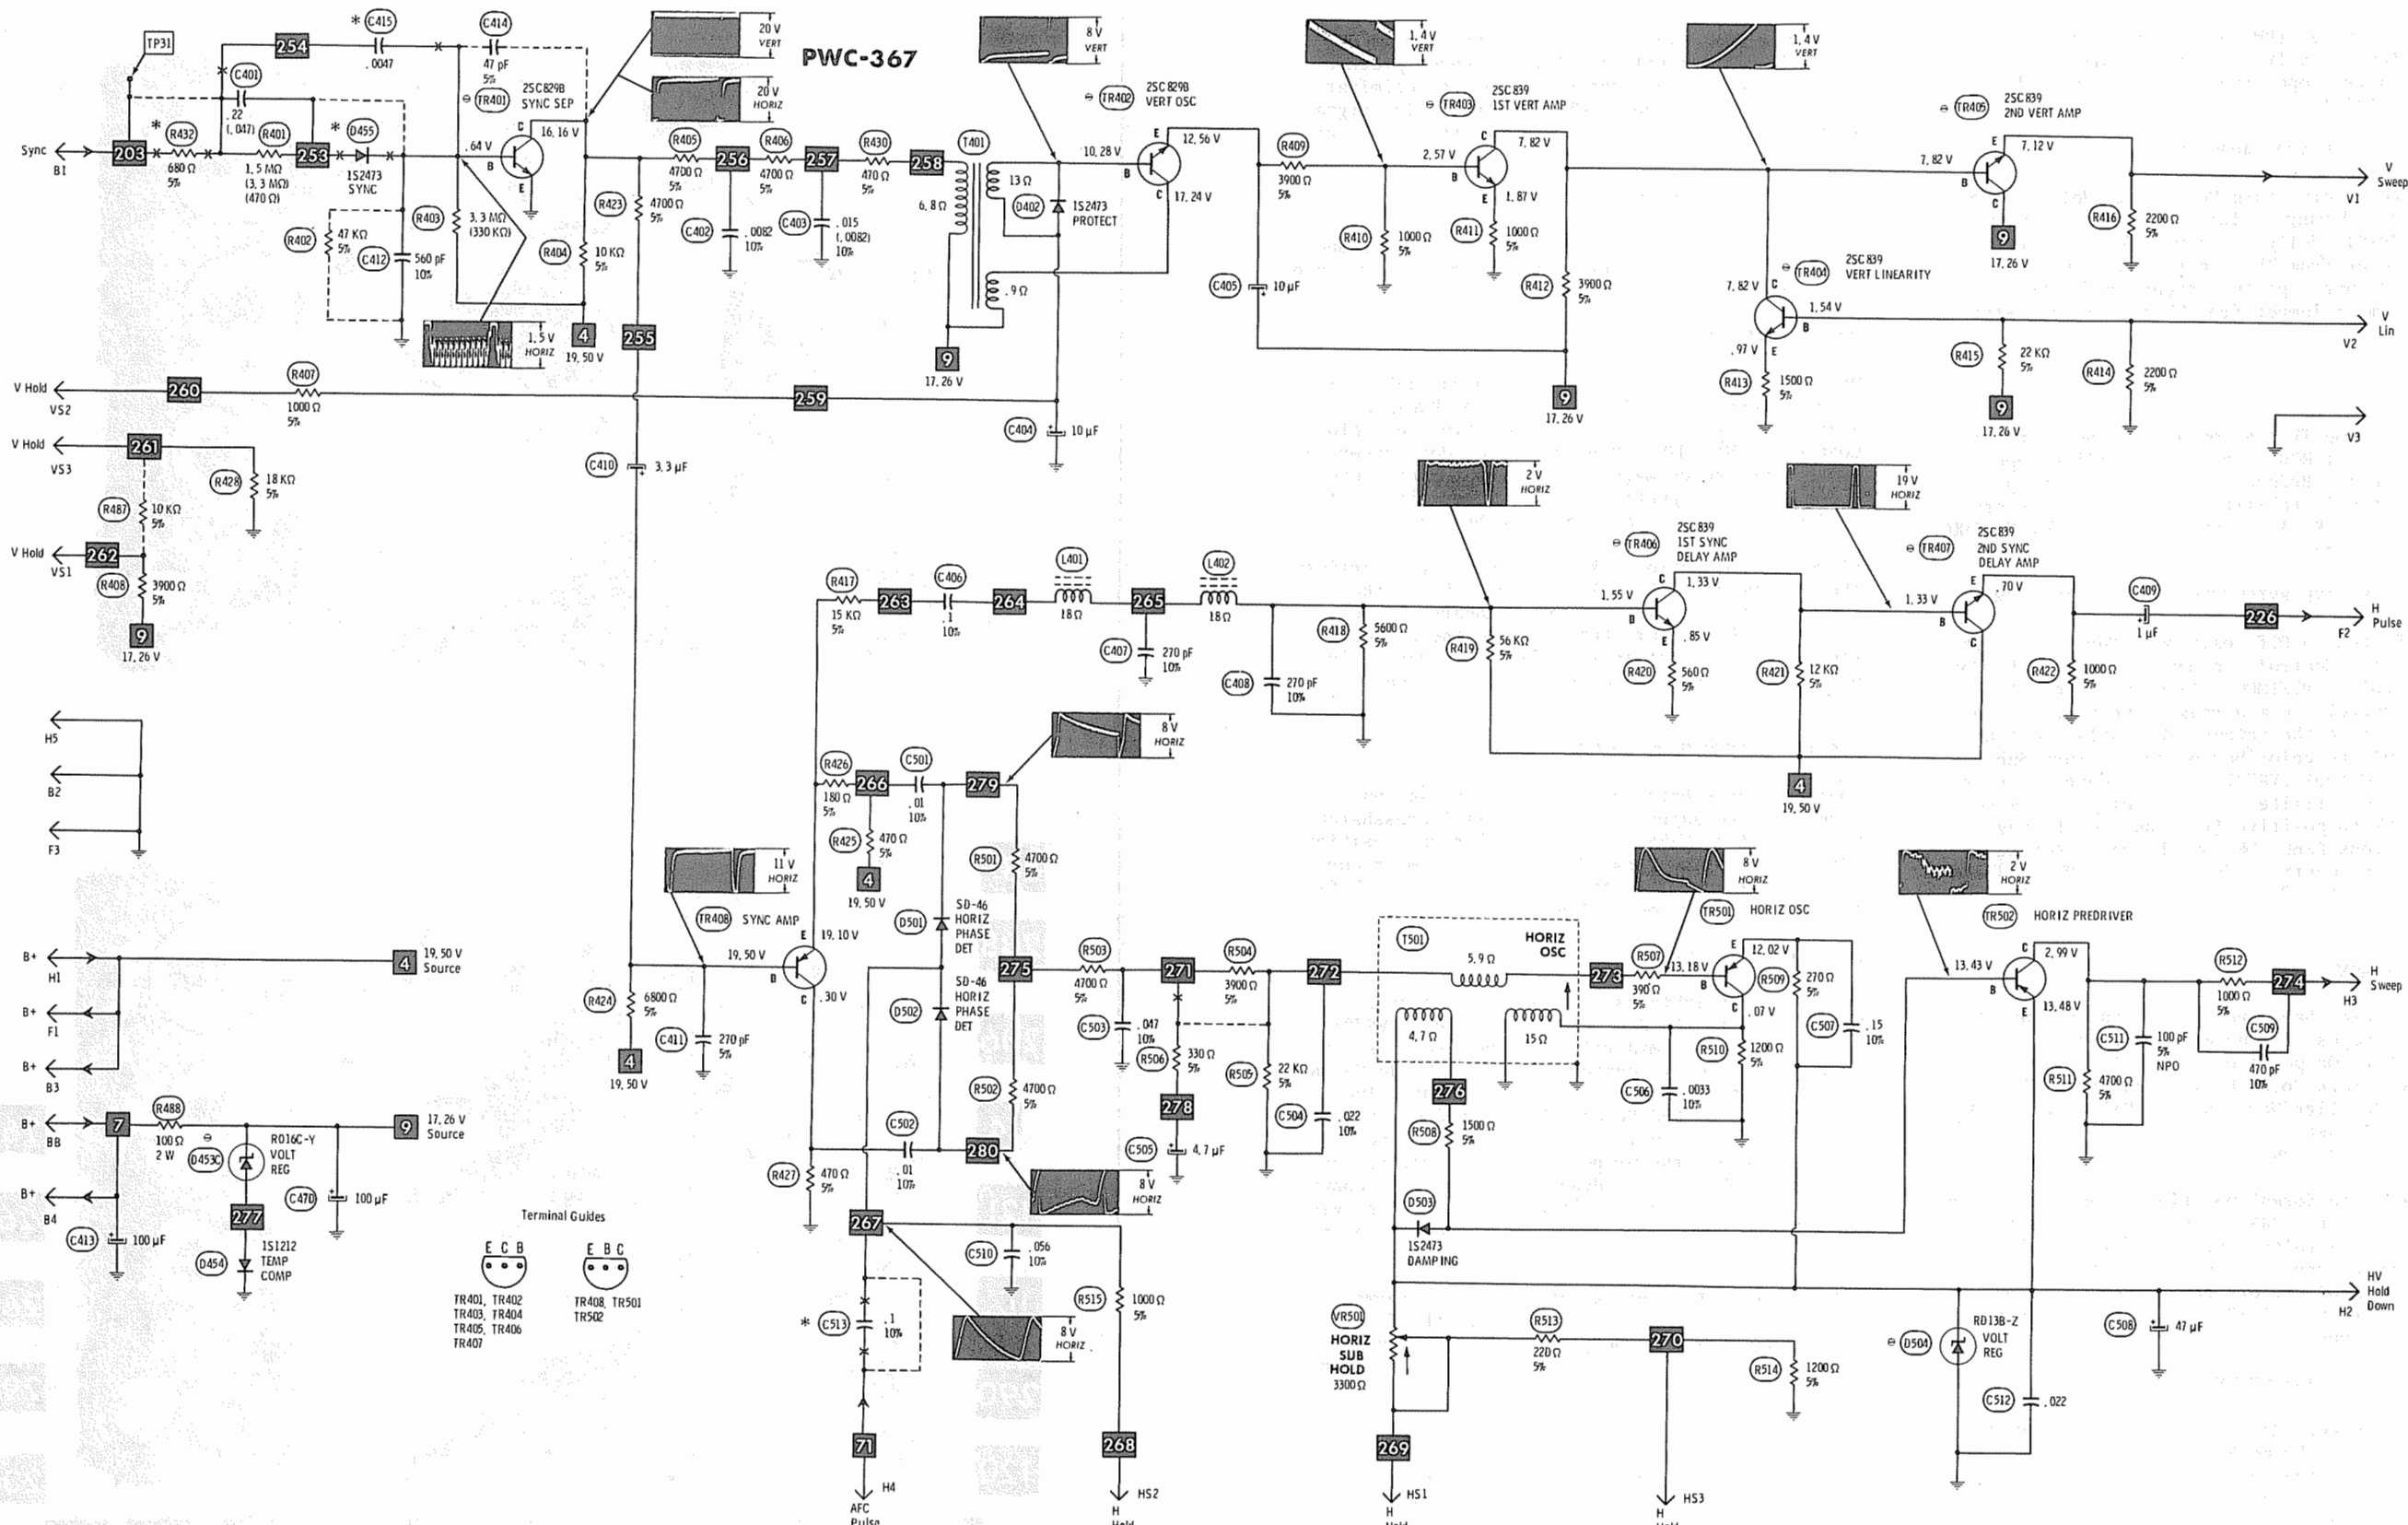 PWC-367
TP31
254
* C415
.0047
C414
47 pF
5%
20 V
VERT
20 V
HORIZ
C401
.22
(.047)
TR401
2SC829B
SYNC SEP
C
16.16 V
.64 V
B
E
Sync
B1
203
* R432
680 Ω
5%
R401
1.5 MΩ
(3.3 MΩ)
(470 Ω)
253
* D455
1S2473
SYNC
R402
47 KΩ
5%
C412
560 pF
10%
R403
3.3 MΩ
(330 KΩ)
R404
10 KΩ
5%
4
19.50 V
1.5 V
HORIZ
R405
4700 Ω
5%
256
R406
4700 Ω
5%
257
R430
470 Ω
5%
258
R423
4700 Ω
5%
C402
.0082
10%
C403
.015
(.0082)
10%
255
T401
6.8 Ω
13 Ω
.9 Ω
9
17.26 V
D402
1S2473
PROTECT
8 V
VERT
TR402
2SC829B
VERT OSC
E
12.56 V
10.28 V
B
C
17.24 V
R409
3900 Ω
5%
1.4 V
VERT
TR403
2SC839
1ST VERT AMP
C
7.82 V
2.57 V
B
E
1.87 V
R410
1000 Ω
5%
R411
1000 Ω
5%
C405
10 µF
R412
3900 Ω
5%
9
17.26 V
1.4 V
VERT
TR405
2SC839
2ND VERT AMP
E
7.12 V
7.82 V
B
C
9
17.26 V
R416
2200 Ω
5%
V
Sweep
V1
TR404
2SC839
VERT LINEARITY
7.82 V
C
1.54 V
B
.97 V
E
R413
1500 Ω
5%
R415
22 KΩ
5%
9
17.26 V
R414
2200 Ω
5%
V
Lin
V2
V3
V Hold
VS2
260
R407
1000 Ω
5%
259
C404
10 µF
V Hold
VS3
261
R428
18 KΩ
5%
R487
10 KΩ
5%
V Hold
VS1
262
R408
3900 Ω
5%
9
17.26 V
C410
3.3 µF
2 V
HORIZ
19 V
HORIZ
R417
15 KΩ
5%
263
C406
.1
10%
264
L401
18 Ω
265
L402
18 Ω
C407
270 pF
10%
C408
270 pF
10%
R418
5600 Ω
5%
R419
56 KΩ
5%
TR406
2SC839
1ST SYNC
DELAY AMP
C
1.33 V
1.55 V
B
.85 V
E
R420
560 Ω
5%
R421
12 KΩ
5%
4
19.50 V
TR407
2SC839
2ND SYNC
DELAY AMP
E
.70 V
1.33 V
B
C
R422
1000 Ω
5%
C409
1 µF
226
H
Pulse
F2
H5
B2
F3
8 V
HORIZ
R426
180 Ω
5%
266
C501
.01
10%
279
R425
470 Ω
5%
4
19.50 V
R501
4700 Ω
5%
11 V
HORIZ
TR408
SYNC AMP
E
19.10 V
19.50 V
B
C
.30 V
D501
SD-46
HORIZ
PHASE
DET
D502
SD-46
HORIZ
PHASE
DET
R424
6800 Ω
5%
4
19.50 V
C411
270 pF
5%
275
R502
4700 Ω
5%
C502
.01
10%
280
8 V
HORIZ
R427
470 Ω
5%
R503
4700 Ω
5%
271
R504
3900 Ω
5%
272
C503
.047
10%
R506
330 Ω
5%
278
C505
4.7 µF
R505
22 KΩ
5%
C504
.022
10%
T501
HORIZ
OSC
5.9 Ω
4.7 Ω
15 Ω
276
R508
1500 Ω
5%
273
R507
390 Ω
5%
8 V
HORIZ
TR501
HORIZ OSC
E
12.02 V
13.18 V
B
C
.07 V
R509
270 Ω
5%
C507
.15
10%
R510
1200 Ω
5%
C506
.0033
10%
2 V
HORIZ
TR502
HORIZ PREDRIVER
C
2.99 V
13.43 V
B
E
13.48 V
R512
1000 Ω
5%
274
H
Sweep
H3
C509
470 pF
10%
C511
100 pF
5%
NPO
R511
4700 Ω
5%
B+
H1
4
19.50 V
Source
B+
F1
B+
B3
B+
BB
7
R488
100 Ω
2 W
9
17.26 V
Source
D453C
RD16C-Y
VOLT
REG
C470
100 µF
277
D454
1S1212
TEMP
COMP
B+
B4
C413
100 µF
Terminal Guides
E C B
TR401, TR402
TR403, TR404
TR405, TR406
TR407
E B C
TR408, TR501
TR502
267
C510
.056
10%
* C513
.1
10%
8 V
HORIZ
R515
1000 Ω
5%
71
AFC
Pulse
H4
268
HS2
H
Hold
D503
1S2473
DAMPING
VR501
HORIZ
SUB
HOLD
3300 Ω
269
HS1
H
Hold
R513
220 Ω
5%
270
R514
1200 Ω
5%
HS3
H
Hold
D504
RD13B-Z
VOLT
REG
C512
.022
C508
47 µF
HV
Hold
Down
H2